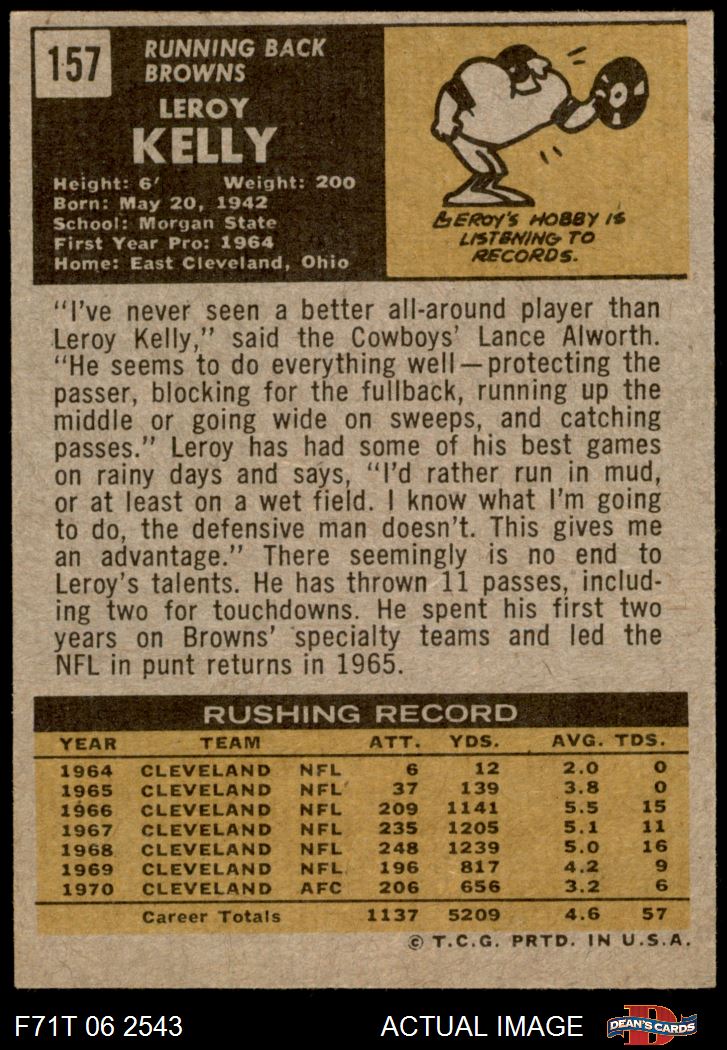 157
RUNNING BACK
BROWNS
LEROY
KELLY
Height: 6' Weight: 200
Born: May 20, 1942
School: Morgan State
First Year Pro: 1964
Home: East Cleveland, Ohio
LEROY'S HOBBY IS
LISTENING TO
RECORDS.
"I've never seen a better all-around player than
Leroy Kelly," said the Cowboys' Lance Alworth.
"He seems to do everything well—protecting the
passer, blocking for the fullback, running up the
middle or going wide on sweeps, and catching
passes." Leroy has had some of his best games
on rainy days and says, "I'd rather run in mud,
or at least on a wet field. I know what I'm going
to do, the defensive man doesn't. This gives me
an advantage." There seemingly is no end to
Leroy's talents. He has thrown 11 passes, includ-
ing two for touchdowns. He spent his first two
years on Browns' specialty teams and led the
NFL in punt returns in 1965.
RUSHING RECORD
YEAR TEAM ATT. YDS. AVG. TDS.
1964 CLEVELAND NFL 6 12 2.0 0
1965 CLEVELAND NFL 37 139 3.8 0
1966 CLEVELAND NFL 209 1141 5.5 15
1967 CLEVELAND NFL 235 1205 5.1 11
1968 CLEVELAND NFL 248 1239 5.0 16
1969 CLEVELAND NFL 196 817 4.2 9
1970 CLEVELAND AFC 206 656 3.2 6
Career Totals 1137 5209 4.6 57
© T.C.G. PRTD. IN U.S.A.
F71T 06 2543 ACTUAL IMAGE D DEAN'S CARDS